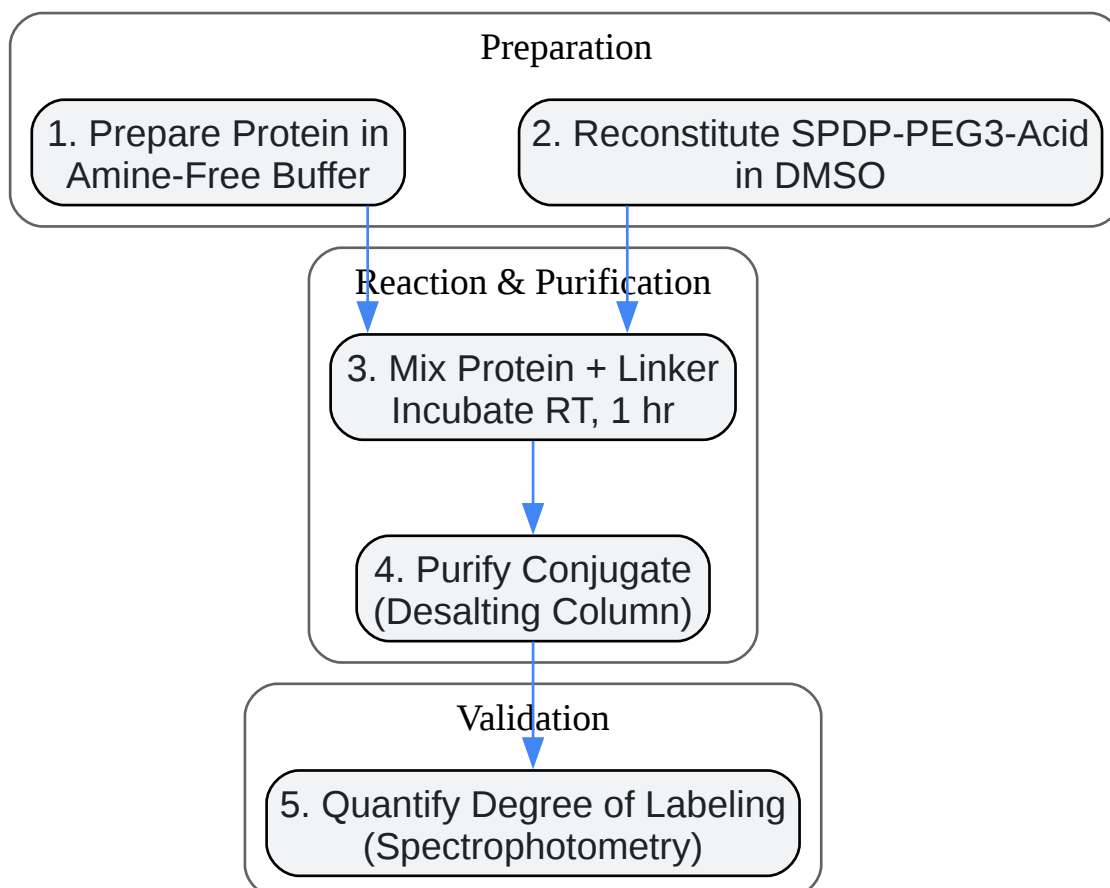 Preparation
1. Prepare Protein in
Amine-Free Buffer
2. Reconstitute SPDP-PEG3-Acid
in DMSO
Reaction & Purification
3. Mix Protein + Linker
Incubate RT, 1 hr
4. Purify Conjugate
(Desalting Column)
Validation
5. Quantify Degree of Labeling
(Spectrophotometry)